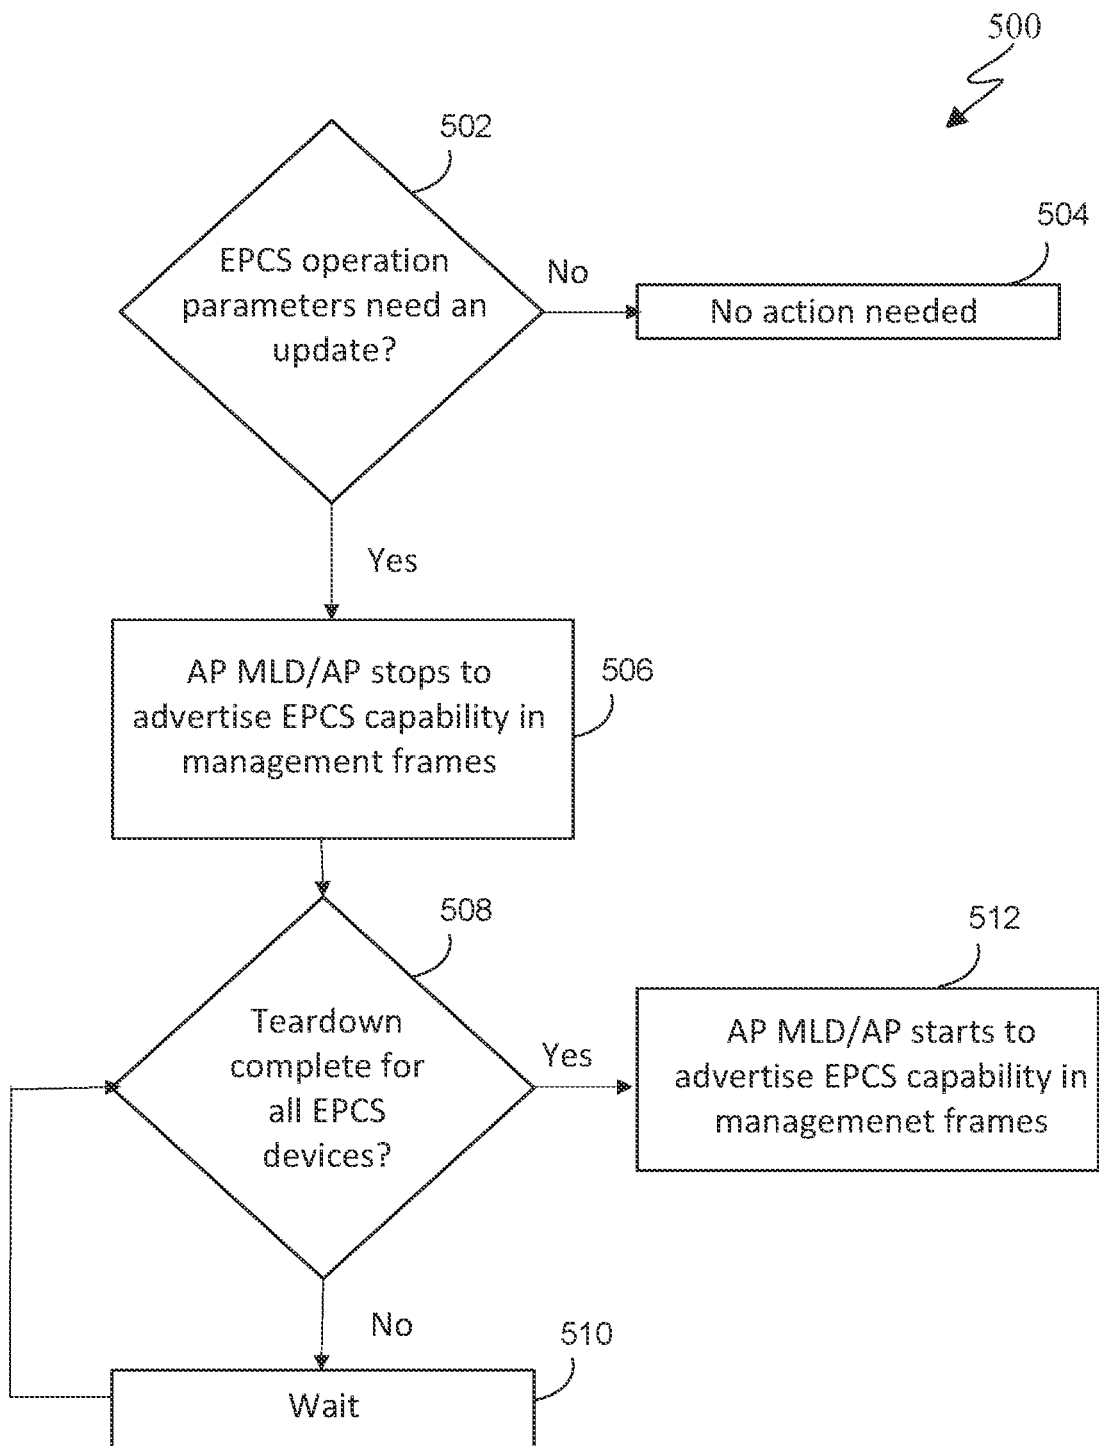 500
502
EPCS operation
parameters need an
update?
No
504
No action needed
Yes
506
AP MLD/AP stops to
advertise EPCS capability in
management frames
508
Teardown
complete for
all EPCS
devices?
Yes
512
AP MLD/AP starts to
advertise EPCS capability in
managemenet frames
No
510
Wait